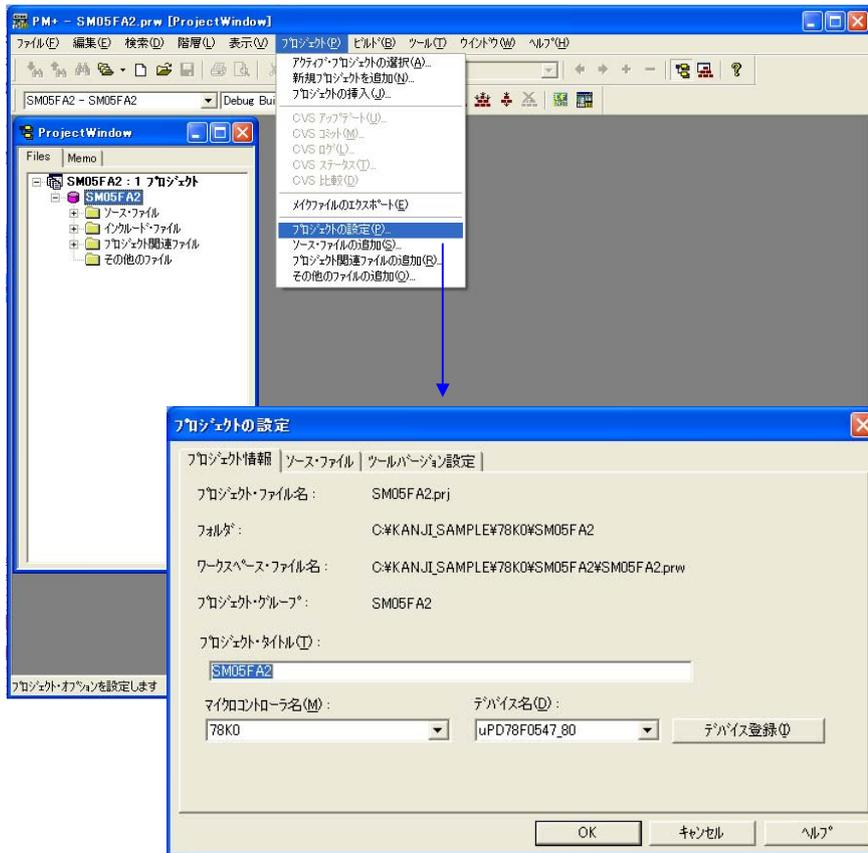 PM+ - SM05FA2.prw [ProjectWindow]
ファイル(F) 編集(E) 検索(D) 階層(L) 表示(V) プロジェクト(P) ビルド(B) ツール(T) ウインドウ(W) ヘルプ(H)
アクティブ・プロジェクトの選択(A)...
新規プロジェクトを追加(N)...
プロジェクトの挿入(J)...
SM05FA2 - SM05FA2 Debug Bui
CVS アップデート(U)...
CVS コミット(M)...
CVS ログ(L)...
CVS ステータス(T)...
CVS 比較(D)
メイクファイルのエクスポート(E)
プロジェクトの設定(P)...
ソース・ファイルの追加(S)...
プロジェクト関連ファイルの追加(R)...
その他のファイルの追加(O)...
ProjectWindow
Files Memo
SM05FA2 : 1 プロジェクト
SM05FA2
ソース・ファイル
インクルード・ファイル
プロジェクト関連ファイル
その他のファイル
プロジェクト・オプションを設定します
プロジェクトの設定
プロジェクト情報 ソース・ファイル ツールバージョン設定
プロジェクト・ファイル名 : SM05FA2.prj
フォルダ : C:¥KANJI_SAMPLE¥78K0¥SM05FA2
ワークスペース・ファイル名 : C:¥KANJI_SAMPLE¥78K0¥SM05FA2¥SM05FA2.prw
プロジェクト・グループ : SM05FA2
プロジェクト・タイトル(T) :
SM05FA2
マイクロコントローラ名(M) : デバイス名(D) :
78K0 uPD78F0547_80 デバイス登録(I)
OK キャンセル ヘルプ